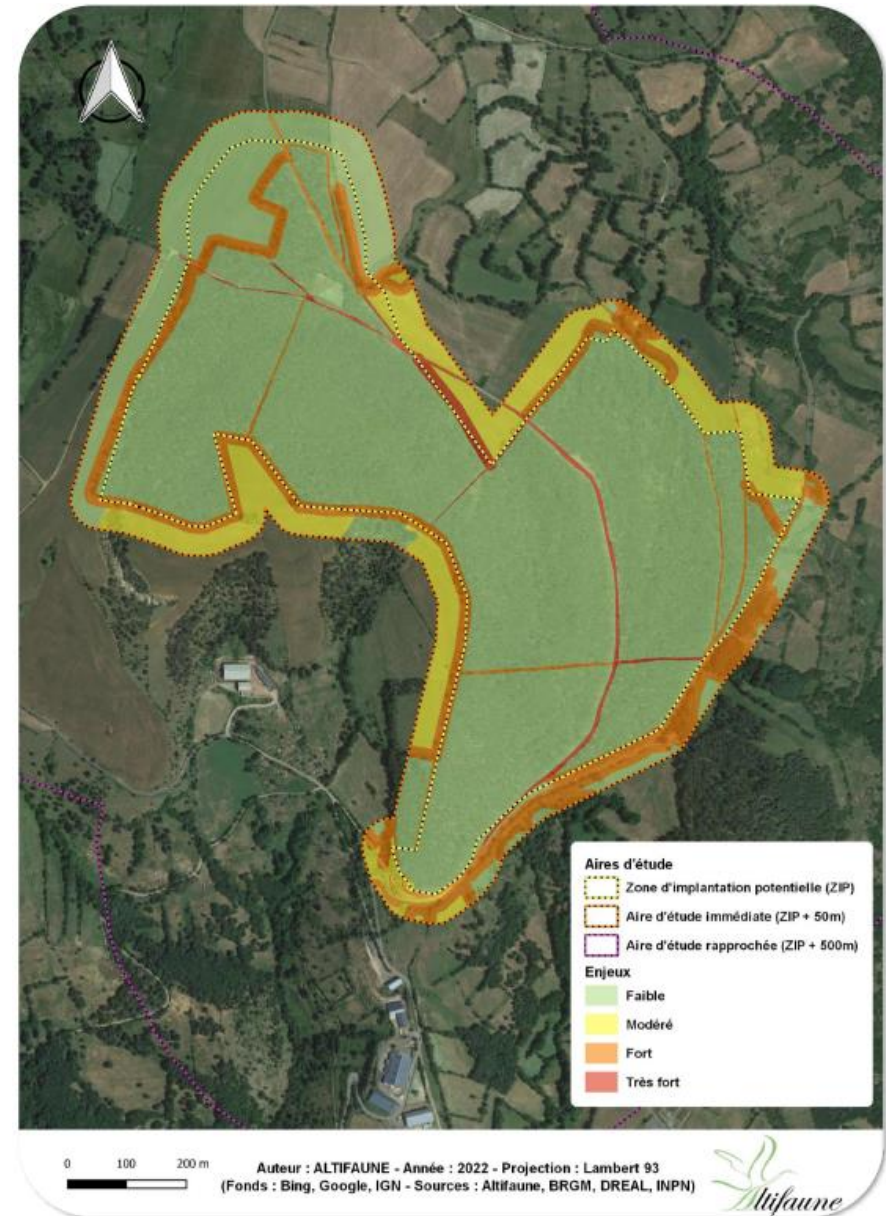 Aires d'étude
Zone d'implantation potentielle (ZIP)
Aire d'étude immédiate (ZIP + 50m)
Aire d'étude rapprochée (ZIP + 500m)
Enjeux
Faible
Modéré
Fort
Très fort
0 100 200 m
Auteur : ALTIFAUNE - Année : 2022 - Projection : Lambert 93
(Fonds : Bing, Google, IGN - Sources : Altifaune, BRGM, DREAL, INPN)
Altifaune